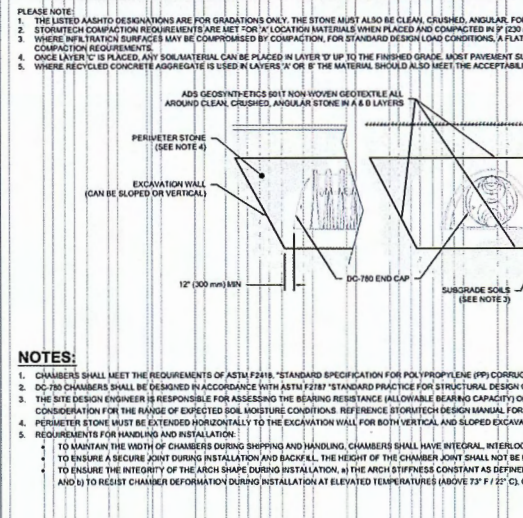 PLEASE NOTE:
1. THE LISTED AASHTO DESIGNATIONS ARE FOR GRADATIONS ONLY. THE STONE MUST ALSO BE CLEAN, CRUSHED, ANGULAR. FO
2. STORMTECH COMPACTION REQUIREMENTS ARE MET FOR 'A' LOCATION MATERIALS WHEN PLACED AND COMPACTED IN 9" (230
3. WHERE INFILTRATION SURFACES MAY BE COMPROMISED BY COMPACTION, FOR STANDARD DESIGN LOAD CONDITIONS, A FLAT
COMPACTION REQUIREMENTS.
4. ONCE LAYER 'C' IS PLACED, ANY SOIL/MATERIAL CAN BE PLACED IN LAYER 'D' UP TO THE FINISHED GRADE. MOST PAVEMENT SU
5. WHERE RECYCLED CONCRETE AGGREGATE IS USED IN LAYERS 'A' OR 'B' THE MATERIAL SHOULD ALSO MEET THE ACCEPTABIL
ADS GEOSYNTHETICS 601T NON WOVEN GEOTEXTILE ALL
AROUND CLEAN, CRUSHED, ANGULAR STONE IN A & B LAYERS
PERIMETER STONE
(SEE NOTE 4)
EXCAVATION WALL
(CAN BE SLOPED OR VERTICAL)
12" (300 mm) MIN
DC-780 END CAP
SUBGRADE SOILS
(SEE NOTE 3)
NOTES:
1. CHAMBERS SHALL MEET THE REQUIREMENTS OF ASTM F2418, "STANDARD SPECIFICATION FOR POLYPROPYLENE (PP) CORRUG
2. DC-780 CHAMBERS SHALL BE DESIGNED IN ACCORDANCE WITH ASTM F2787 "STANDARD PRACTICE FOR STRUCTURAL DESIGN
3. THE SITE DESIGN ENGINEER IS RESPONSIBLE FOR ASSESSING THE BEARING RESISTANCE (ALLOWABLE BEARING CAPACITY) O
CONSIDERATION FOR THE RANGE OF EXPECTED SOIL MOISTURE CONDITIONS. REFERENCE STORMTECH DESIGN MANUAL FOR
4. PERIMETER STONE MUST BE EXTENDED HORIZONTALLY TO THE EXCAVATION WALL FOR BOTH VERTICAL AND SLOPED EXCAVA
5. REQUIREMENTS FOR HANDLING AND INSTALLATION:
• TO MAINTAIN THE WIDTH OF CHAMBERS DURING SHIPPING AND HANDLING, CHAMBERS SHALL HAVE INTEGRAL, INTERLOC
• TO ENSURE A SECURE JOINT DURING INSTALLATION AND BACKFILL, THE HEIGHT OF THE CHAMBER JOINT SHALL NOT BE
• TO ENSURE THE INTEGRITY OF THE ARCH SHAPE DURING INSTALLATION, a) THE ARCH STIFFNESS CONSTANT AS DEFINE
AND b) TO RESIST CHAMBER DEFORMATION DURING INSTALLATION AT ELEVATED TEMPERATURES (ABOVE 73° F / 23° C),